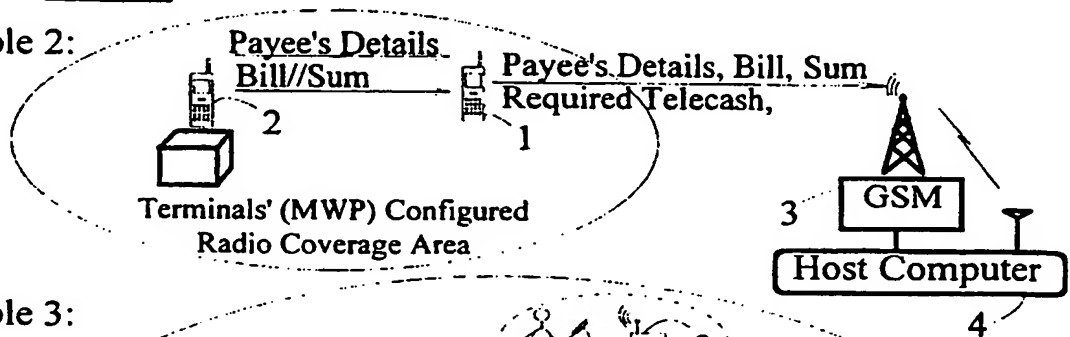 ple 2:
Payee's Details
Bill//Sum
2
1
Payee's Details, Bill, Sum
Required Telecash,
Terminals' (MWP) Configured
Radio Coverage Area
3
GSM
Host Computer
4
ple 3: